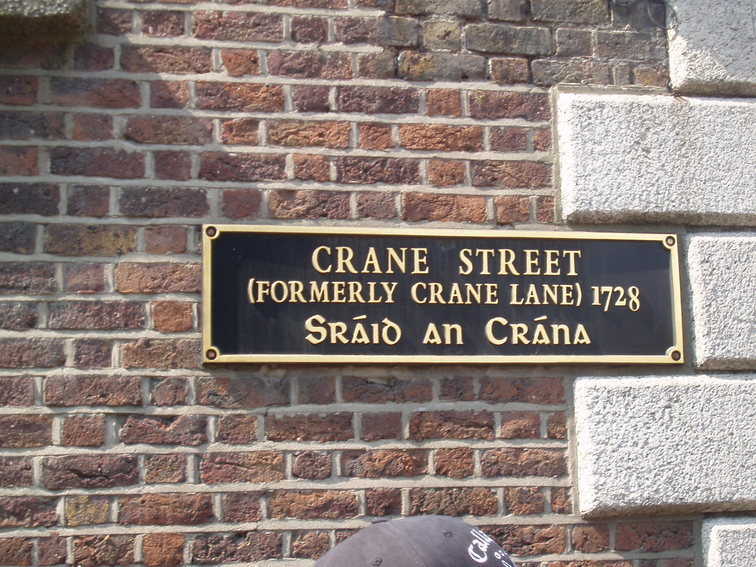 CRANE STREET
(FORMERLY CRANE LANE) 1728
Sráid an Crána